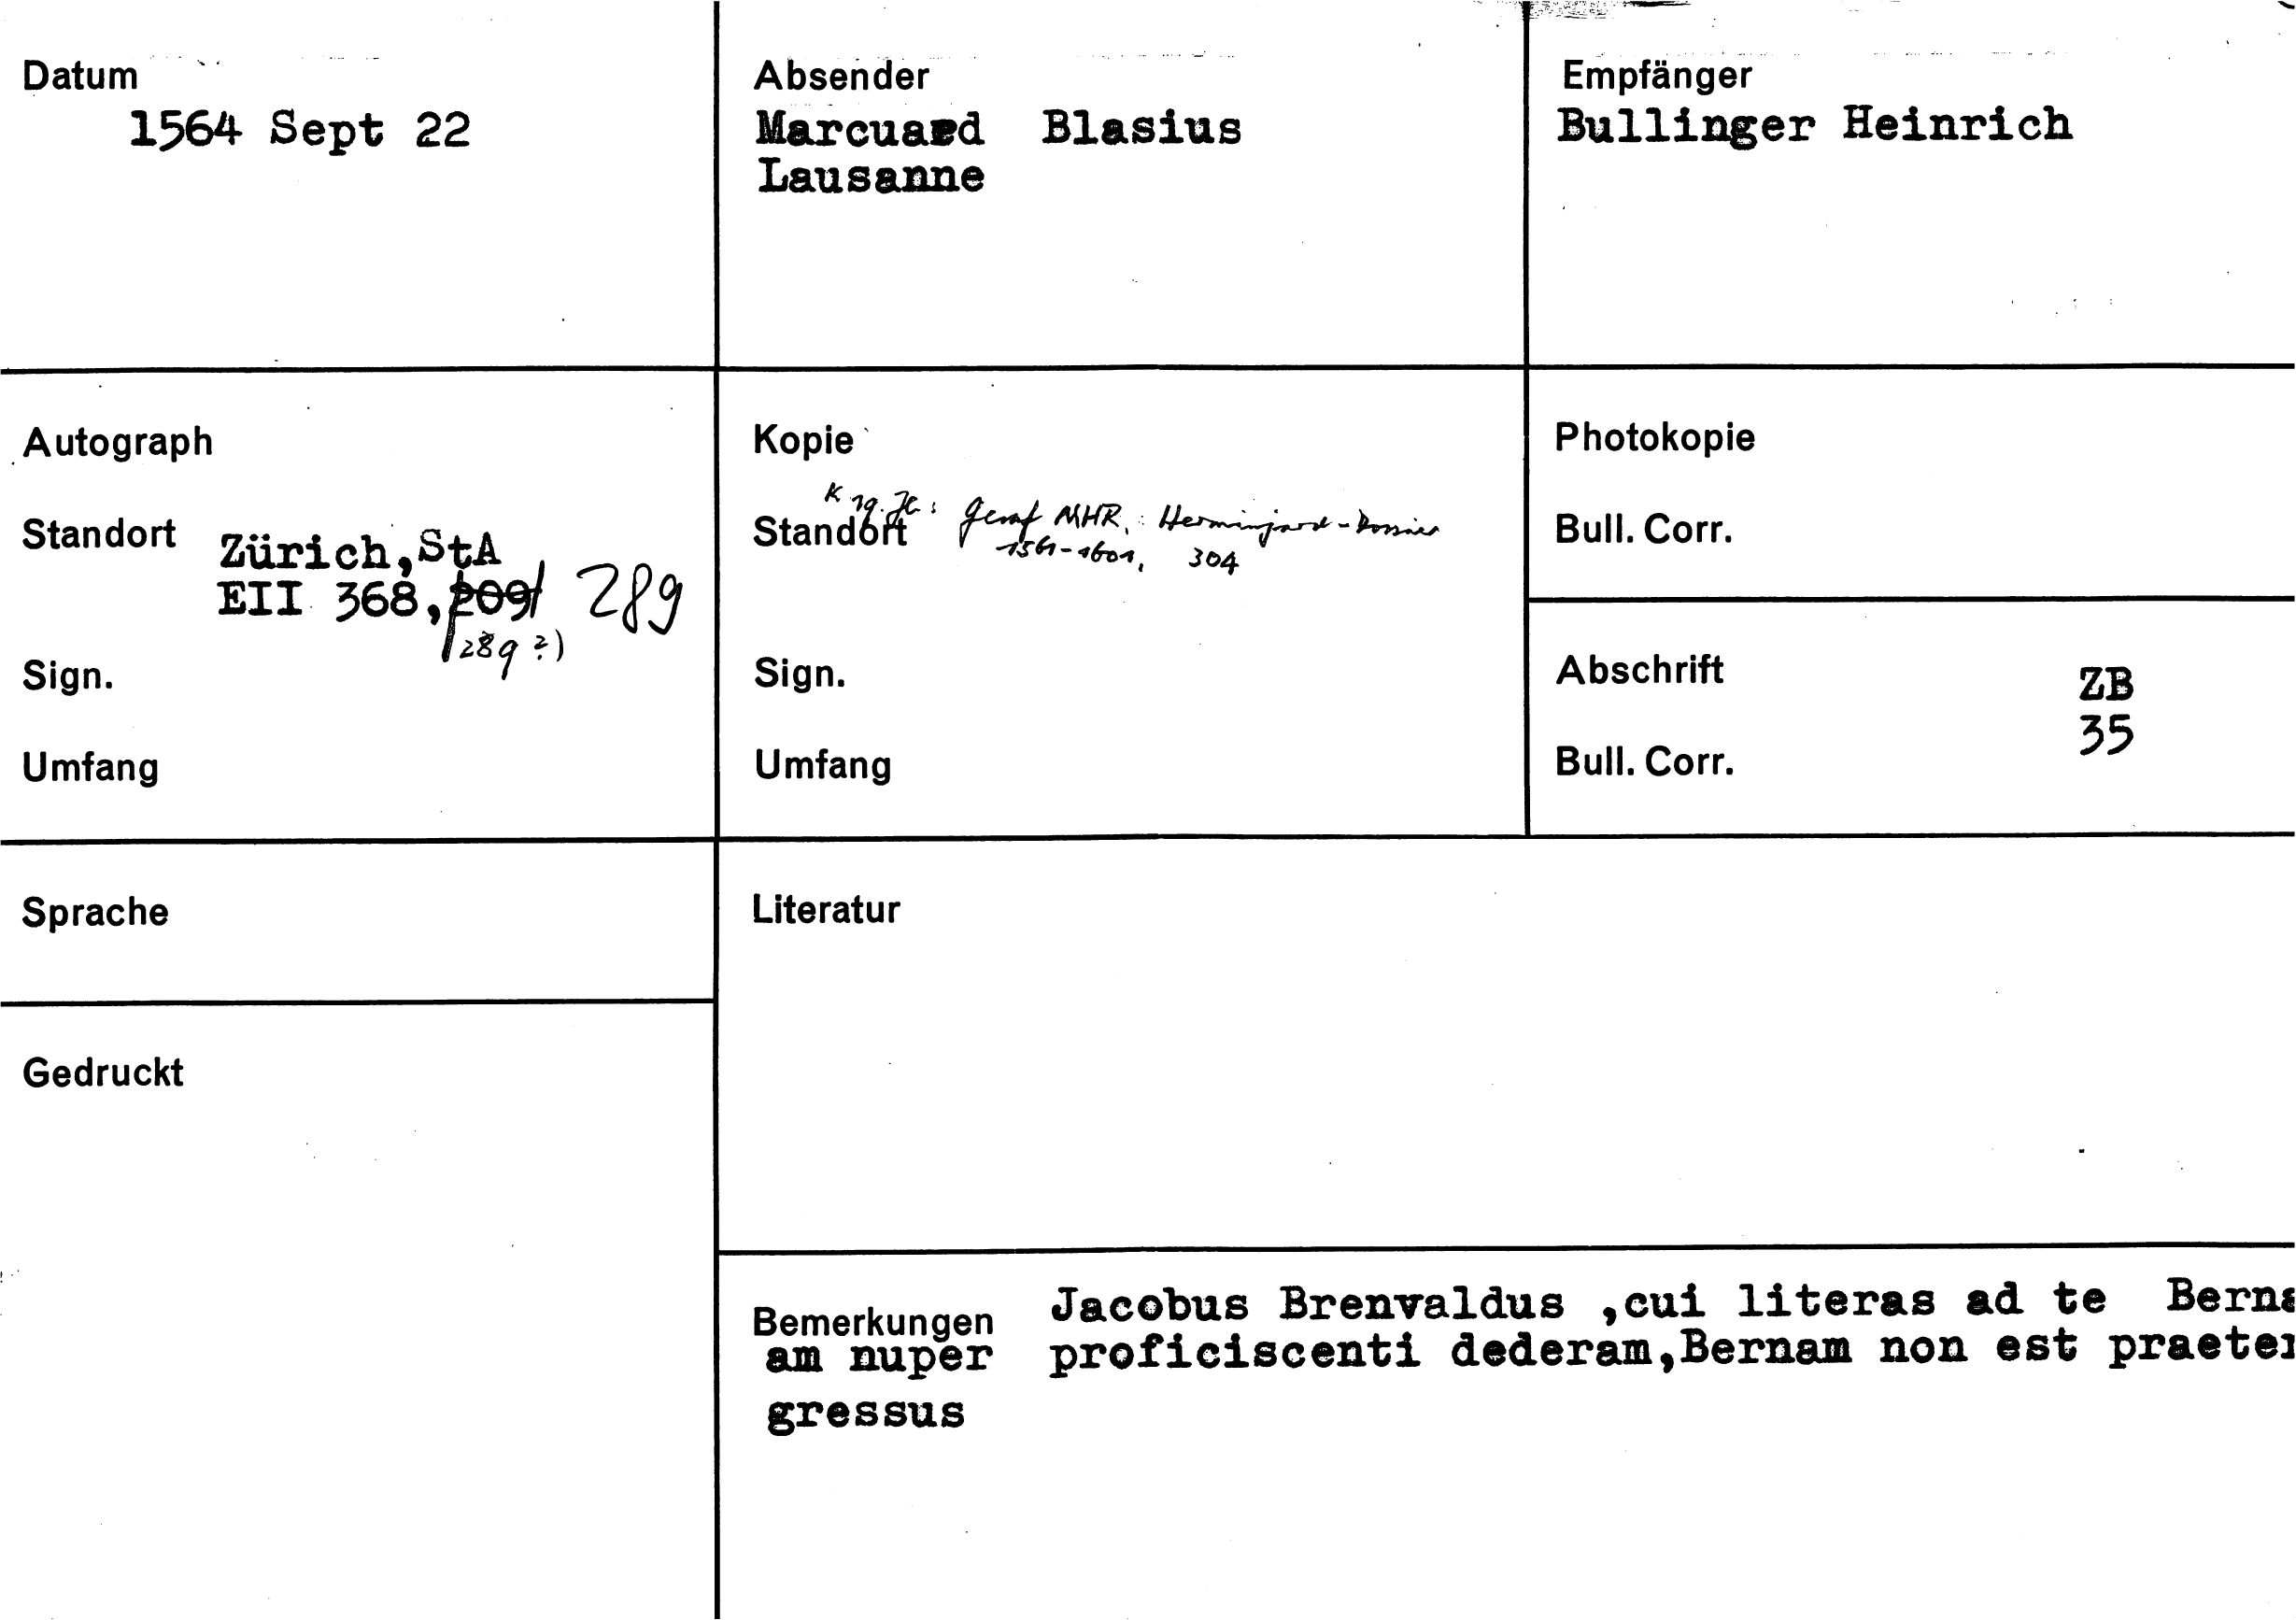 Datum
1564 Sept 22
Absender
Marcuard Blasius
Lausanne
Empfänger
Bullinger Heinrich
Autograph
Standort Zürich,StA
EII 368,209 289
(289 ?)
Sign.
Umfang
Kopie
K 19. Jh.: Genf MHR, Herminjard-Dossier
Standort 1561-1601, 304
Sign.
Umfang
Photokopie
Bull. Corr.
Abschrift ZB
35
Bull. Corr.
Sprache
Literatur
Gedruckt
Bemerkungen Jacobus Brenvaldus ,cui literas ad te Berna
am nuper proficiscenti dederam,Bernam non est praeter
gressus